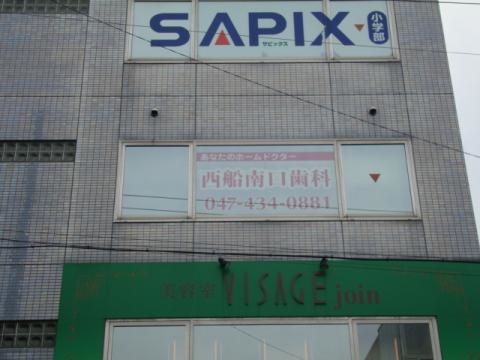 SAPIX 小学部
サピックス
あなたのホームドクター
西船南口歯科
047-434-0881
美容室 VISAGE join